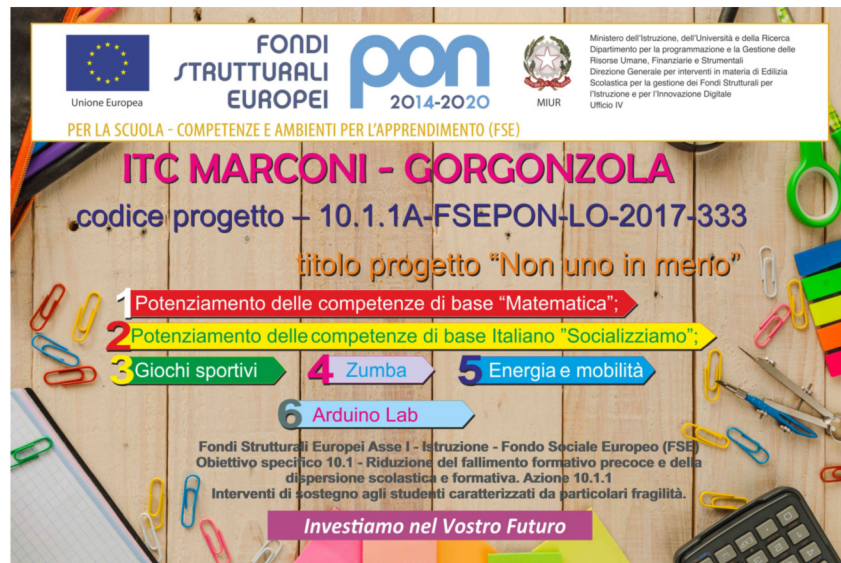 FONDI
STRUTTURALI
EUROPEI
pon
2014-2020
Unione Europea
MIUR
Ministero dell'Istruzione, dell'Università e della Ricerca
Dipartimento per la programmazione e la Gestione delle
Risorse Umane, Finanziarie e Strumentali
Direzione Generale per interventi in materia di Edilizia
Scolastica per la gestione dei Fondi Strutturali per
l'Istruzione e per l'Innovazione Digitale
Ufficio IV
PER LA SCUOLA - COMPETENZE E AMBIENTI PER L'APPRENDIMENTO (FSE)
ITC MARCONI - GORGONZOLA
codice progetto – 10.1.1A-FSEPON-LO-2017-333
titolo progetto “Non uno in meno”
1 Potenziamento delle competenze di base “Matematica”;
2 Potenziamento delle competenze di base Italiano ”Socializziamo”;
3 Giochi sportivi
4 Zumba
5 Energia e mobilità
6 Arduino Lab
Fondi Strutturali Europei Asse I - Istruzione - Fondo Sociale Europeo (FSE)
Obiettivo specifico 10.1 - Riduzione del fallimento formativo precoce e della
dispersione scolastica e formativa. Azione 10.1.1
Interventi di sostegno agli studenti caratterizzati da particolari fragilità.
Investiamo nel Vostro Futuro